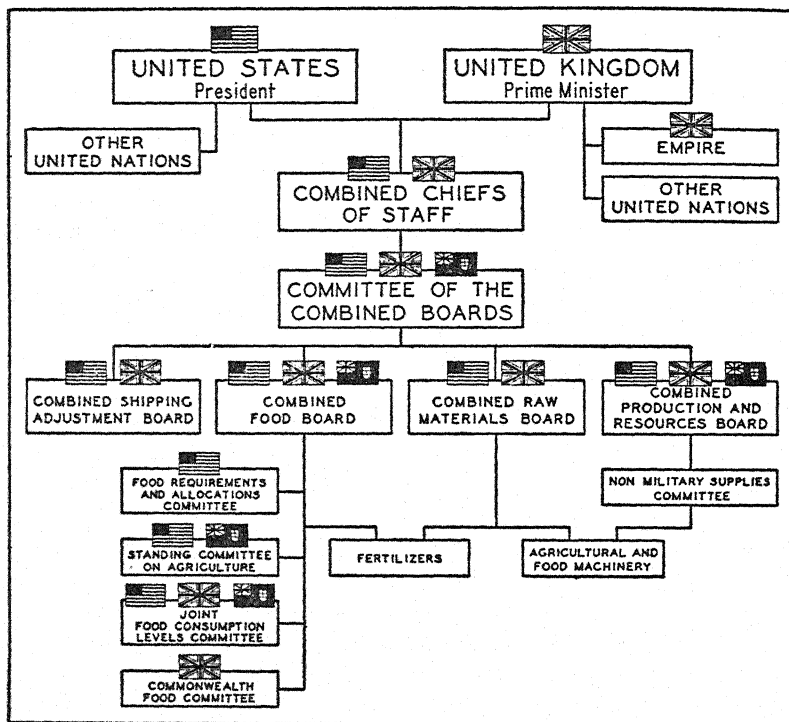 UNITED STATES
President
UNITED KINGDOM
Prime Minister
OTHER
UNITED NATIONS
EMPIRE
OTHER
UNITED NATIONS
COMBINED CHIEFS
OF STAFF
COMMITTEE OF THE
COMBINED BOARDS
COMBINED SHIPPING
ADJUSTMENT BOARD
COMBINED
FOOD BOARD
COMBINED RAW
MATERIALS BOARD
COMBINED
PRODUCTION AND
RESOURCES BOARD
FOOD REQUIREMENTS
AND ALLOCATIONS
COMMITTEE
NON MILITARY SUPPLIES
COMMITTEE
STANDING COMMITTEE
ON AGRICULTURE
FERTILIZERS
AGRICULTURAL AND
FOOD MACHINERY
JOINT
FOOD CONSUMPTION
LEVELS COMMITTEE
COMMONWEALTH
FOOD COMMITTEE